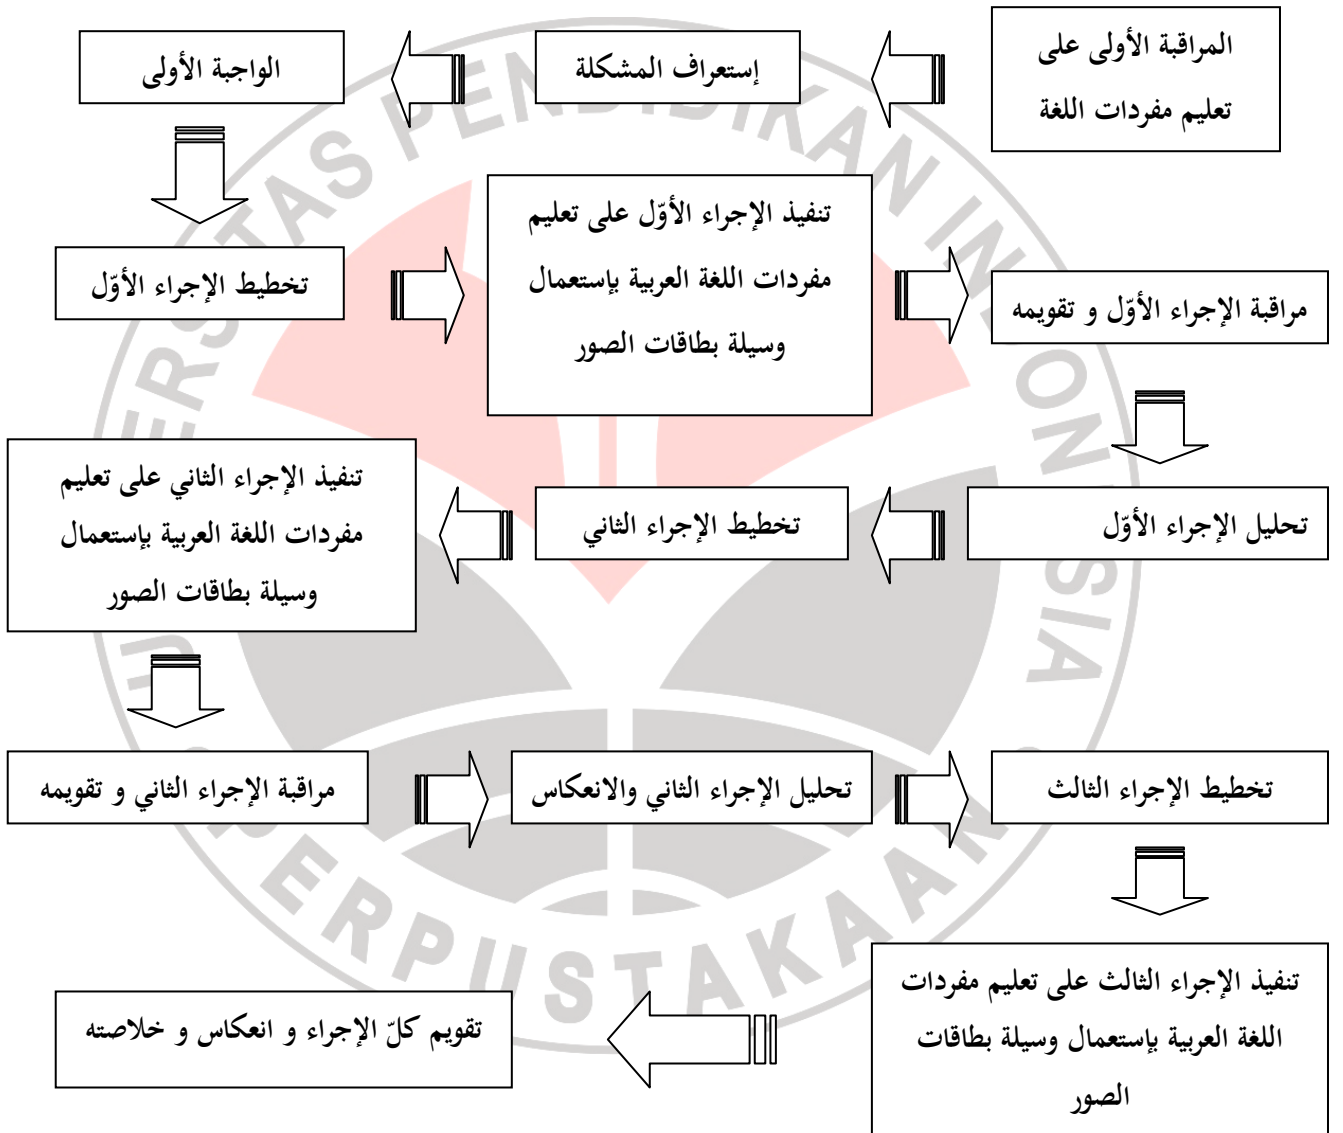 المراقبة الأولى على
تعليم مفردات اللغة
إستعراف المشكلة
الواجبة الأولى
تخطيط الإجراء الأوّل
تنفيذ الإجراء الأوّل على تعليم
مفردات اللغة العربية بإستعمال
وسيلة بطاقات الصور
مراقبة الإجراء الأوّل و تقويمه
تحليل الإجراء الأوّل
تخطيط الإجراء الثاني
تنفيذ الإجراء الثاني على تعليم
مفردات اللغة العربية بإستعمال
وسيلة بطاقات الصور
مراقبة الإجراء الثاني و تقويمه
تحليل الإجراء الثاني والانعكاس
تخطيط الإجراء الثالث
تنفيذ الإجراء الثالث على تعليم مفردات
اللغة العربية بإستعمال وسيلة بطاقات
الصور
تقويم كلّ الإجراء و انعكاس و خلاصته
PENDIDIKAN
PERPUSTAKAAN